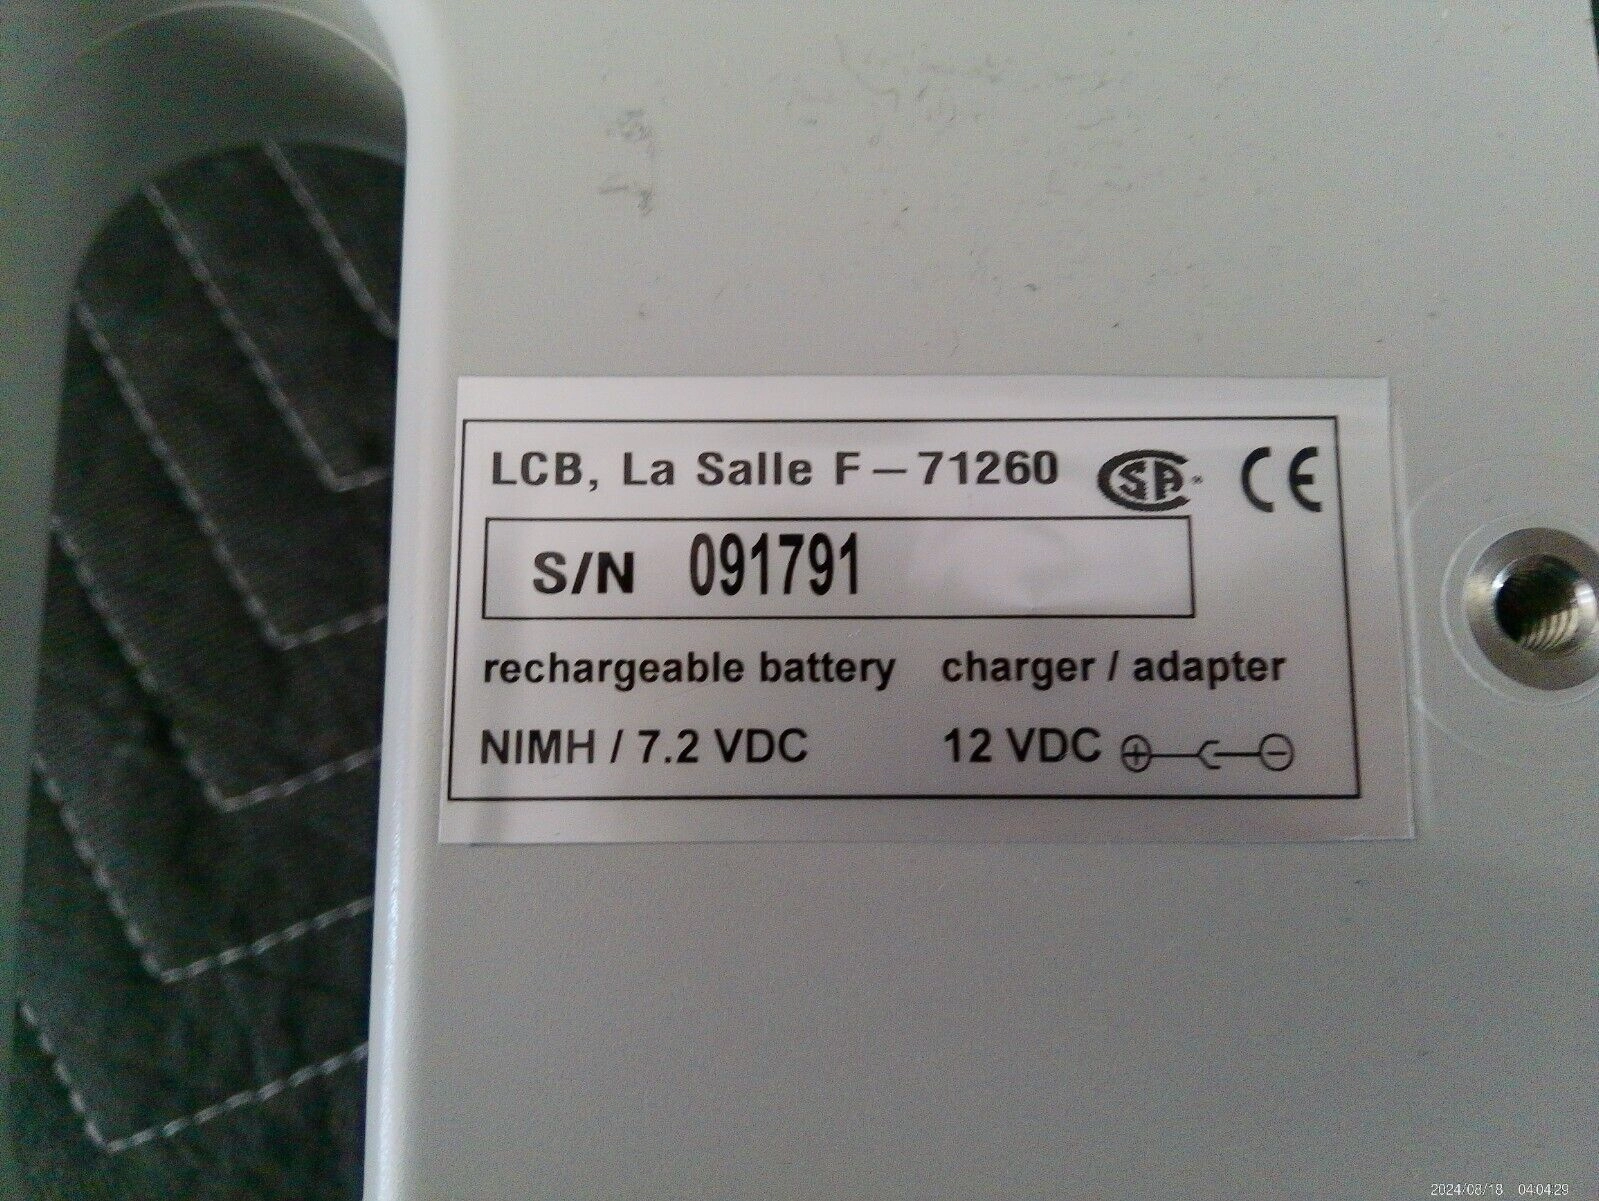 LCB, La Salle F – 71260 CSA CE
S/N 091791
rechargeable battery charger / adapter
NIMH / 7.2 VDC 12 VDC
2024/08/18 04:04:29